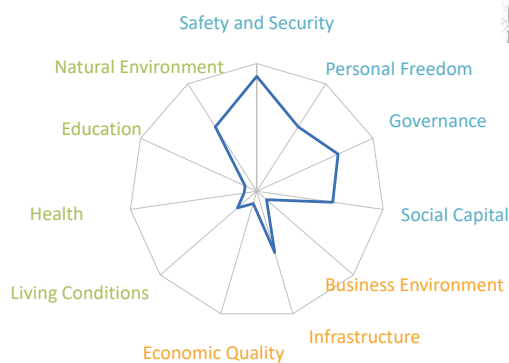 Safety and Security
Natural Environment
Personal Freedom
Education
Governance
Health
Social Capital
Living Conditions
Business Environment
Infrastructure
Economic Quality